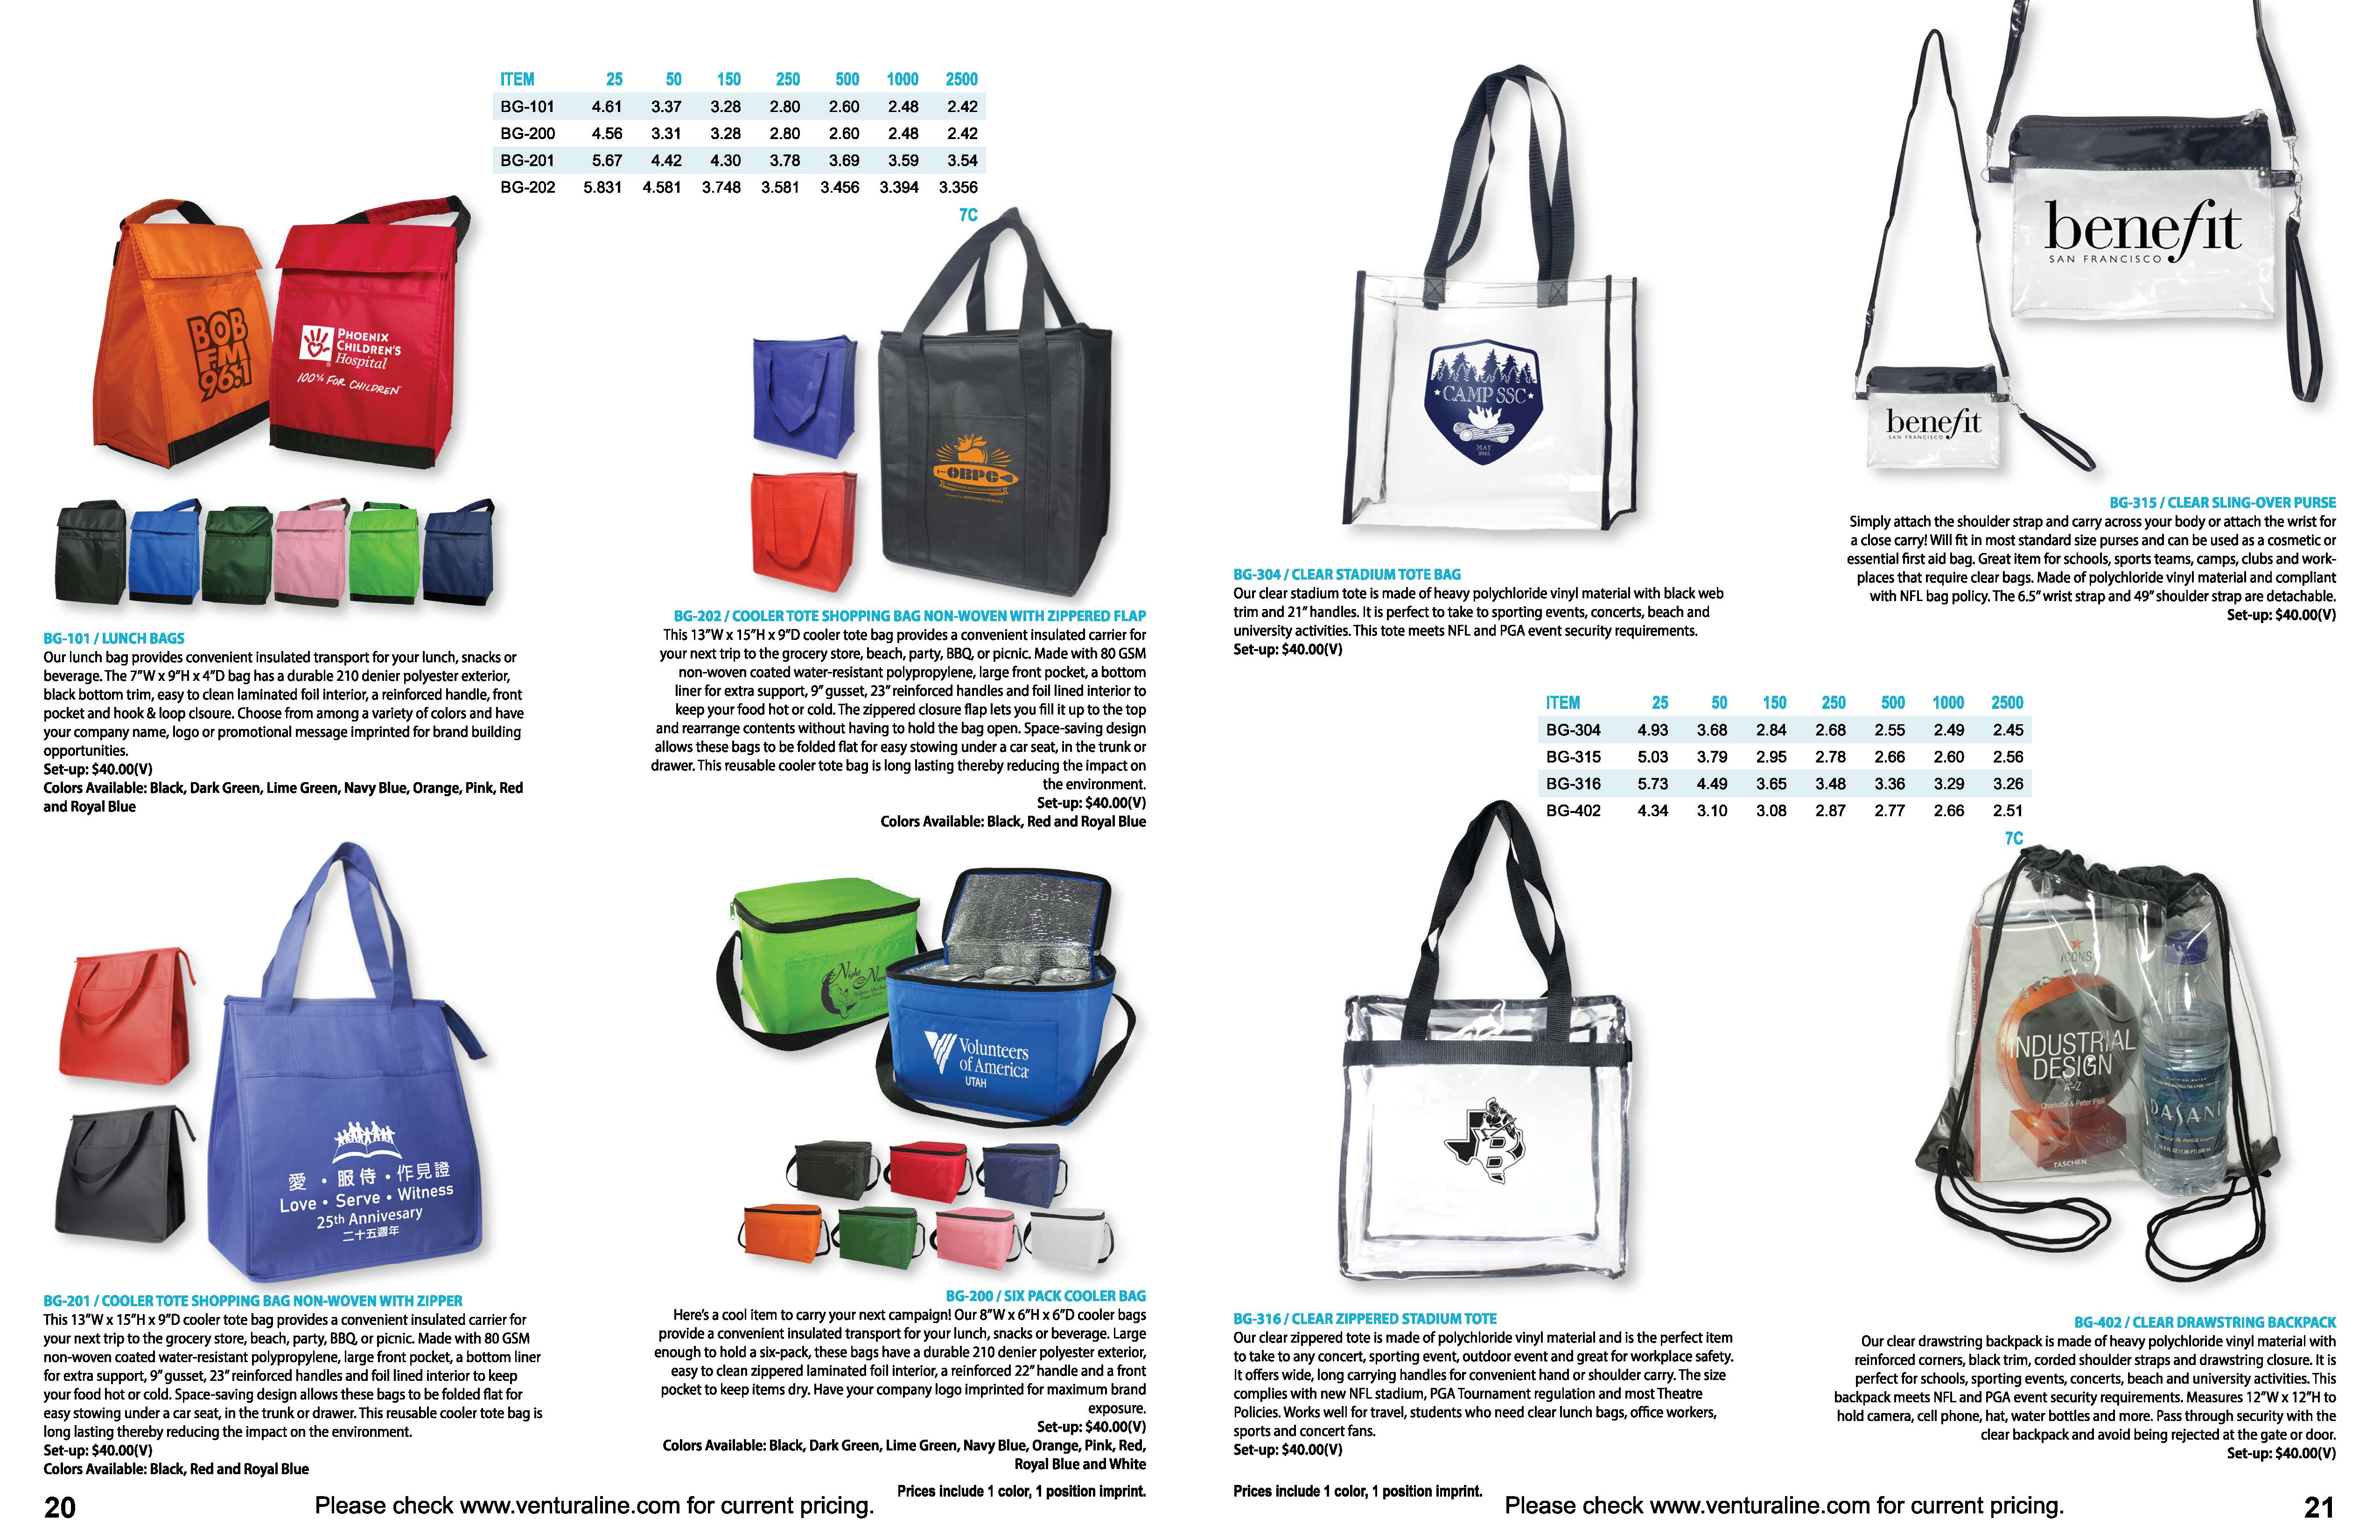 ITEM 25 50 150 250 500 1000 2500
BG-101 4.61 3.37 3.28 2.80 2.60 2.48 2.42
BG-200 4.56 3.31 3.28 2.80 2.60 2.48 2.42
BG-201 5.67 4.42 4.30 3.78 3.69 3.59 3.54
BG-202 5.831 4.581 3.748 3.581 3.456 3.394 3.356
7C
BOB
FM
96.1
PHOENIX
CHILDREN'S
Hospital
100% FOR CHILDREN
BG-101 / LUNCH BAGS
Our lunch bag provides convenient insulated transport for your lunch, snacks or
beverage. The 7"W x 9"H x 4"D bag has a durable 210 denier polyester exterior,
black bottom trim, easy to clean laminated foil interior, a reinforced handle, front
pocket and hook & loop clsoure. Choose from among a variety of colors and have
your company name, logo or promotional message imprinted for brand building
opportunities.
Set-up: $40.00(V)
Colors Available: Black, Dark Green, Lime Green, Navy Blue, Orange, Pink, Red
and Royal Blue
OBPC
BG-202 / COOLER TOTE SHOPPING BAG NON-WOVEN WITH ZIPPERED FLAP
This 13"W x 15"H x 9"D cooler tote bag provides a convenient insulated carrier for
your next trip to the grocery store, beach, party, BBQ, or picnic. Made with 80 GSM
non-woven coated water-resistant polypropylene, large front pocket, a bottom
liner for extra support, 9" gusset, 23" reinforced handles and foil lined interior to
keep your food hot or cold. The zippered closure flap lets you fill it up to the top
and rearrange contents without having to hold the bag open. Space-saving design
allows these bags to be folded flat for easy stowing under a car seat, in the trunk or
drawer. This reusable cooler tote bag is long lasting thereby reducing the impact on
the environment.
Set-up: $40.00(V)
Colors Available: Black, Red and Royal Blue
愛 • 服侍 • 作見證
Love • Serve • Witness
25th Annivesary
二十五週年
BG-201 / COOLER TOTE SHOPPING BAG NON-WOVEN WITH ZIPPER
This 13"W x 15"H x 9"D cooler tote bag provides a convenient insulated carrier for
your next trip to the grocery store, beach, party, BBQ, or picnic. Made with 80 GSM
non-woven coated water-resistant polypropylene, large front pocket, a bottom liner
for extra support, 9" gusset, 23" reinforced handles and foil lined interior to keep
your food hot or cold. Space-saving design allows these bags to be folded flat for
easy stowing under a car seat, in the trunk or drawer. This reusable cooler tote bag is
long lasting thereby reducing the impact on the environment.
Set-up: $40.00(V)
Colors Available: Black, Red and Royal Blue
Night
Volunteers
of America
UTAH
BG-200 / SIX PACK COOLER BAG
Here's a cool item to carry your next campaign! Our 8"W x 6"H x 6"D cooler bags
provide a convenient insulated transport for your lunch, snacks or beverage. Large
enough to hold a six-pack, these bags have a durable 210 denier polyester exterior,
easy to clean zippered laminated foil interior, a reinforced 22" handle and a front
pocket to keep items dry. Have your company logo imprinted for maximum brand
exposure.
Set-up: $40.00(V)
Colors Available: Black, Dark Green, Lime Green, Navy Blue, Orange, Pink, Red,
Royal Blue and White
Prices include 1 color, 1 position imprint.
20
Please check www.venturaline.com for current pricing.
CAMP SSC
MAY
2015
BG-304 / CLEAR STADIUM TOTE BAG
Our clear stadium tote is made of heavy polychloride vinyl material with black web
trim and 21" handles. It is perfect to take to sporting events, concerts, beach and
university activities. This tote meets NFL and PGA event security requirements.
Set-up: $40.00(V)
benefit
SAN FRANCISCO
benefit
SAN FRANCISCO
BG-315 / CLEAR SLING-OVER PURSE
Simply attach the shoulder strap and carry across your body or attach the wrist for
a close carry! Will fit in most standard size purses and can be used as a cosmetic or
essential first aid bag. Great item for schools, sports teams, camps, clubs and work-
places that require clear bags. Made of polychloride vinyl material and compliant
with NFL bag policy. The 6.5" wrist strap and 49" shoulder strap are detachable.
Set-up: $40.00(V)
ITEM 25 50 150 250 500 1000 2500
BG-304 4.93 3.68 2.84 2.68 2.55 2.49 2.45
BG-315 5.03 3.79 2.95 2.78 2.66 2.60 2.56
BG-316 5.73 4.49 3.65 3.48 3.36 3.29 3.26
BG-402 4.34 3.10 3.08 2.87 2.77 2.66 2.51
7C
B
BG-316 / CLEAR ZIPPERED STADIUM TOTE
Our clear zippered tote is made of polychloride vinyl material and is the perfect item
to take to any concert, sporting event, outdoor event and great for workplace safety.
It offers wide, long carrying handles for convenient hand or shoulder carry. The size
complies with new NFL stadium, PGA Tournament regulation and most Theatre
Policies. Works well for travel, students who need clear lunch bags, office workers,
sports and concert fans.
Set-up: $40.00(V)
ICONS
INDUSTRIAL
DESIGN
A–Z
Charlotte & Peter Fiell
TASCHEN
DASANI
BG-402 / CLEAR DRAWSTRING BACKPACK
Our clear drawstring backpack is made of heavy polychloride vinyl material with
reinforced corners, black trim, corded shoulder straps and drawstring closure. It is
perfect for schools, sporting events, concerts, beach and university activities. This
backpack meets NFL and PGA event security requirements. Measures 12"W x 12"H to
hold camera, cell phone, hat, water bottles and more. Pass through security with the
clear backpack and avoid being rejected at the gate or door.
Set-up: $40.00(V)
Prices include 1 color, 1 position imprint.
Please check www.venturaline.com for current pricing.
21